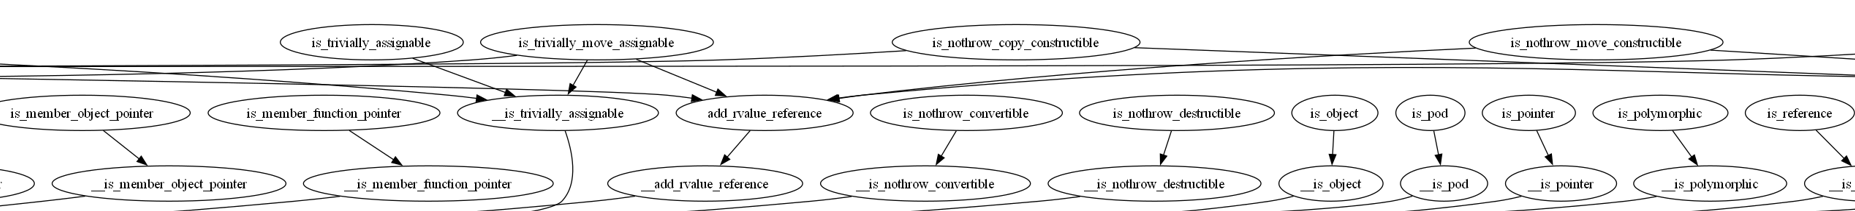 is_trivially_assignable
is_trivially_move_assignable
is_nothrow_copy_constructible
is_nothrow_move_constructible
is_member_object_pointer
is_member_function_pointer
__is_trivially_assignable
add_rvalue_reference
is_nothrow_convertible
is_nothrow_destructible
is_object
is_pod
is_pointer
is_polymorphic
is_reference
__is_member_object_pointer
__is_member_function_pointer
__add_rvalue_reference
__is_nothrow_convertible
__is_nothrow_destructible
__is_object
__is_pod
__is_pointer
__is_polymorphic